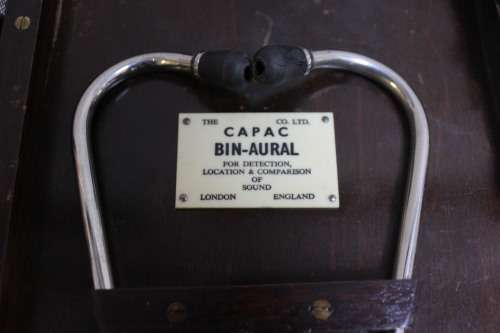 THE CO. LTD.
CAPAC
BIN-AURAL
FOR DETECTION,
LOCATION & COMPARISON
OF
SOUND
LONDON ENGLAND